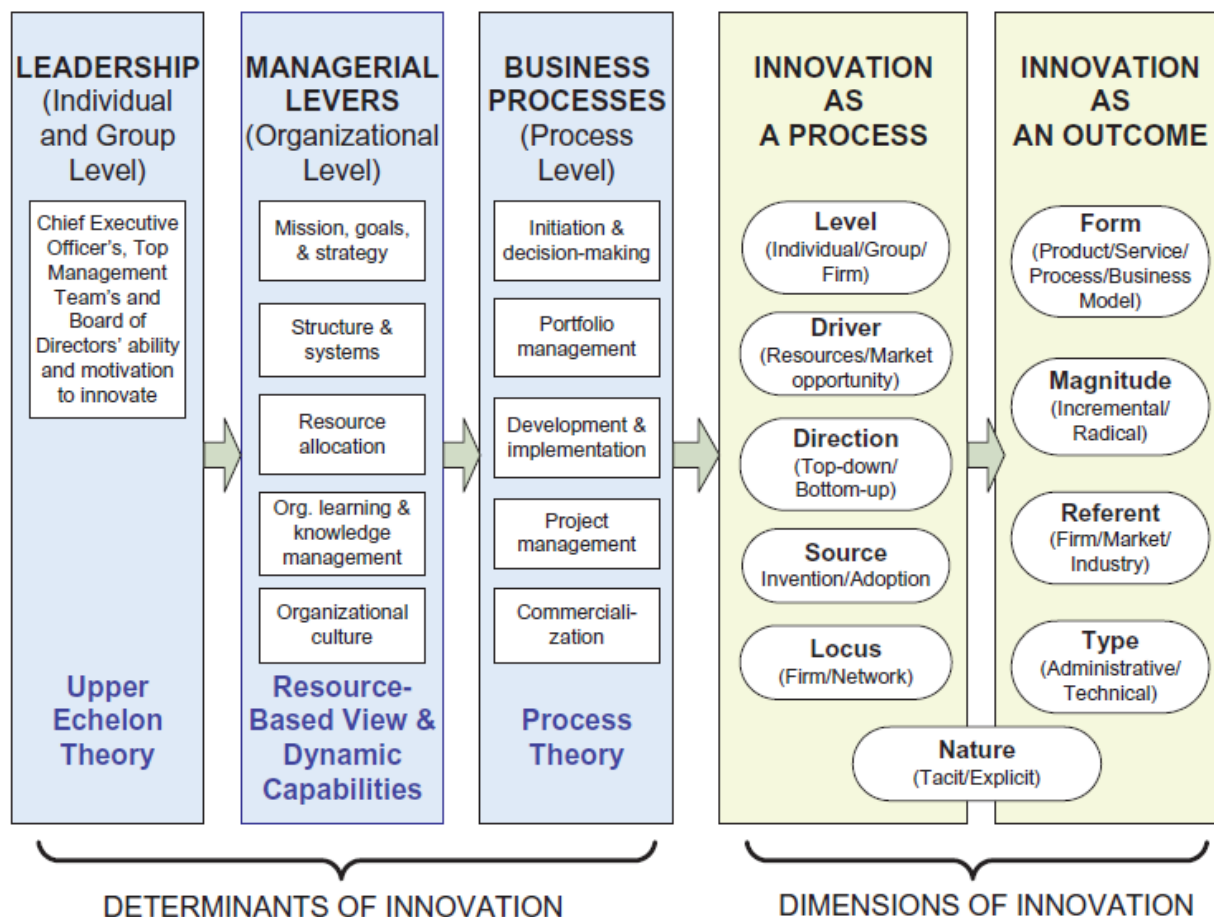 LEADERSHIP
(Individual
and Group
Level)
Chief Executive
Officer's, Top
Management
Team's and
Board of
Directors' ability
and motivation
to innovate
Upper
Echelon
Theory
MANAGERIAL
LEVERS
(Organizational
Level)
Mission, goals,
& strategy
Structure &
systems
Resource
allocation
Org. learning &
knowledge
management
Organizational
culture
Resource-
Based View &
Dynamic
Capabilities
BUSINESS
PROCESSES
(Process
Level)
Initiation &
decision-making
Portfolio
management
Development &
implementation
Project
management
Commerciali-
zation
Process
Theory
INNOVATION
AS
A PROCESS
Level
(Individual/Group/
Firm)
Driver
(Resources/Market
opportunity)
Direction
(Top-down/
Bottom-up)
Source
Invention/Adoption
Locus
(Firm/Network)
INNOVATION
AS
AN OUTCOME
Form
(Product/Service/
Process/Business
Model)
Magnitude
(Incremental/
Radical)
Referent
(Firm/Market/
Industry)
Type
(Administrative/
Technical)
Nature
(Tacit/Explicit)
DETERMINANTS OF INNOVATION
DIMENSIONS OF INNOVATION